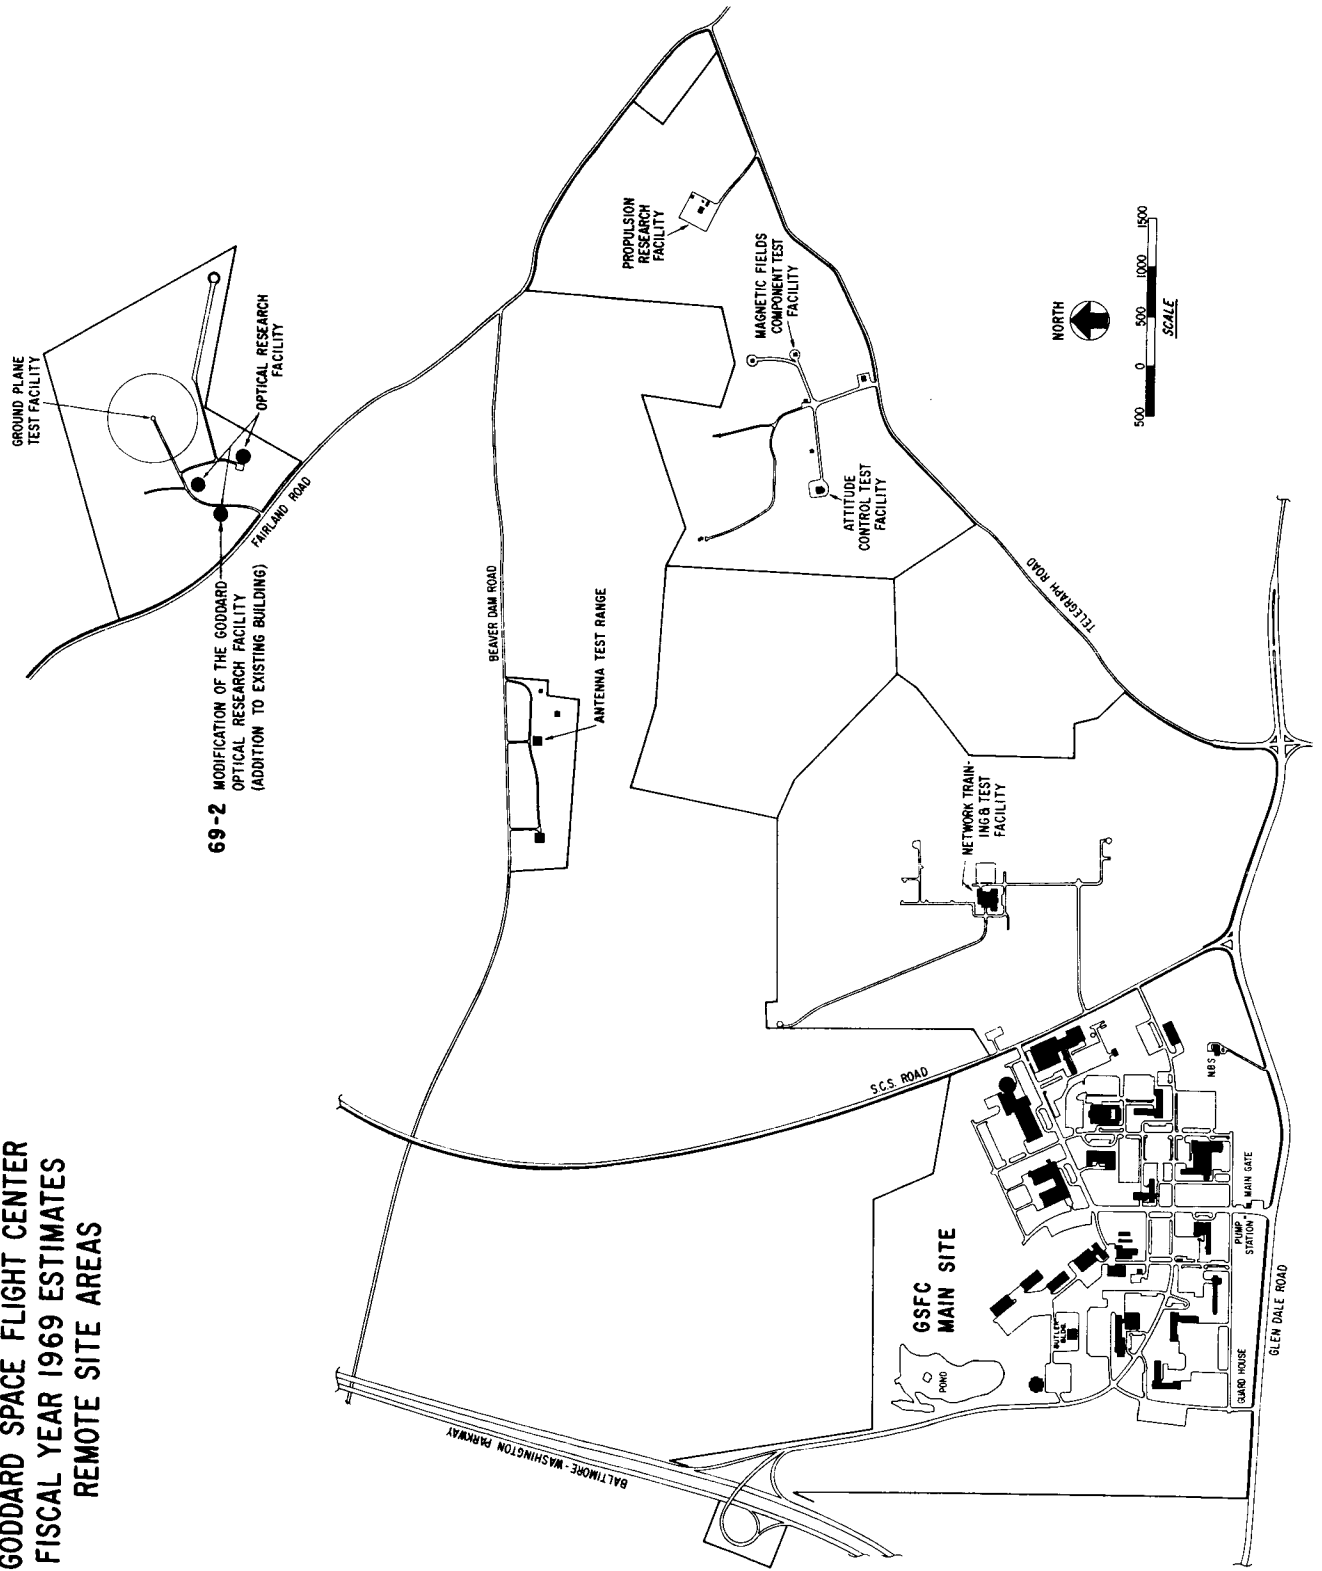 GODDARD SPACE FLIGHT CENTER
FISCAL YEAR 1969 ESTIMATES
REMOTE SITE AREAS
GROUND PLANE
TEST FACILITY
OPTICAL RESEARCH
FACILITY
FAIRLAND ROAD
69-2 MODIFICATION OF THE GODDARD
OPTICAL RESEARCH FACILITY
(ADDITION TO EXISTING BUILDING)
BEAVER DAM ROAD
ANTENNA TEST RANGE
PROPULSION
RESEARCH
FACILITY
MAGNETIC FIELDS
COMPONENT TEST
FACILITY
ATTITUDE
CONTROL TEST
FACILITY
TELEGRAPH ROAD
NETWORK TRAIN-
ING & TEST
FACILITY
S.C.S. ROAD
BALTIMORE-WASHINGTON PARKWAY
GSFC
MAIN SITE
POND
BUTLER
BLDG.
NBS
MAIN GATE
PUMP
STATION
GUARD HOUSE
GLEN DALE ROAD
NORTH
500 0 500 1000 1500
SCALE